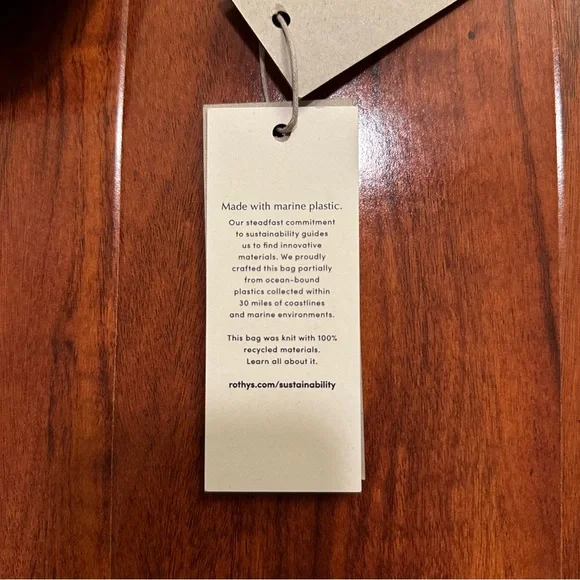 Made with marine plastic.
Our steadfast commitment
to sustainability guides
us to find innovative
materials. We proudly
crafted this bag partially
from ocean-bound
plastics collected within
30 miles of coastlines
and marine environments.
This bag was knit with 100%
recycled materials.
Learn all about it.
rothys.com/sustainability